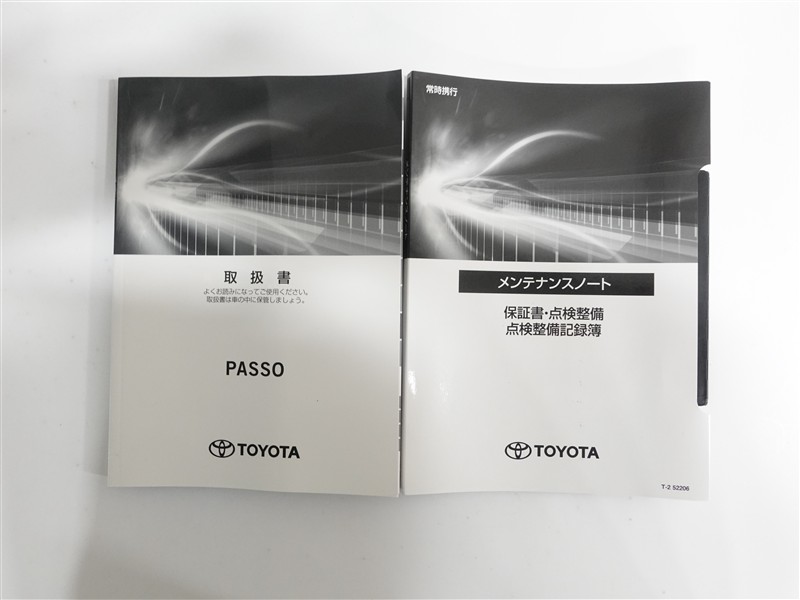 取扱書
よくお読みになってご使用ください。
取扱書は車の中に保管しましょう。
PASSO
TOYOTA
常時携行
メンテナンスノート
保証書・点検整備
点検整備記録簿
TOYOTA
T-2 S2206